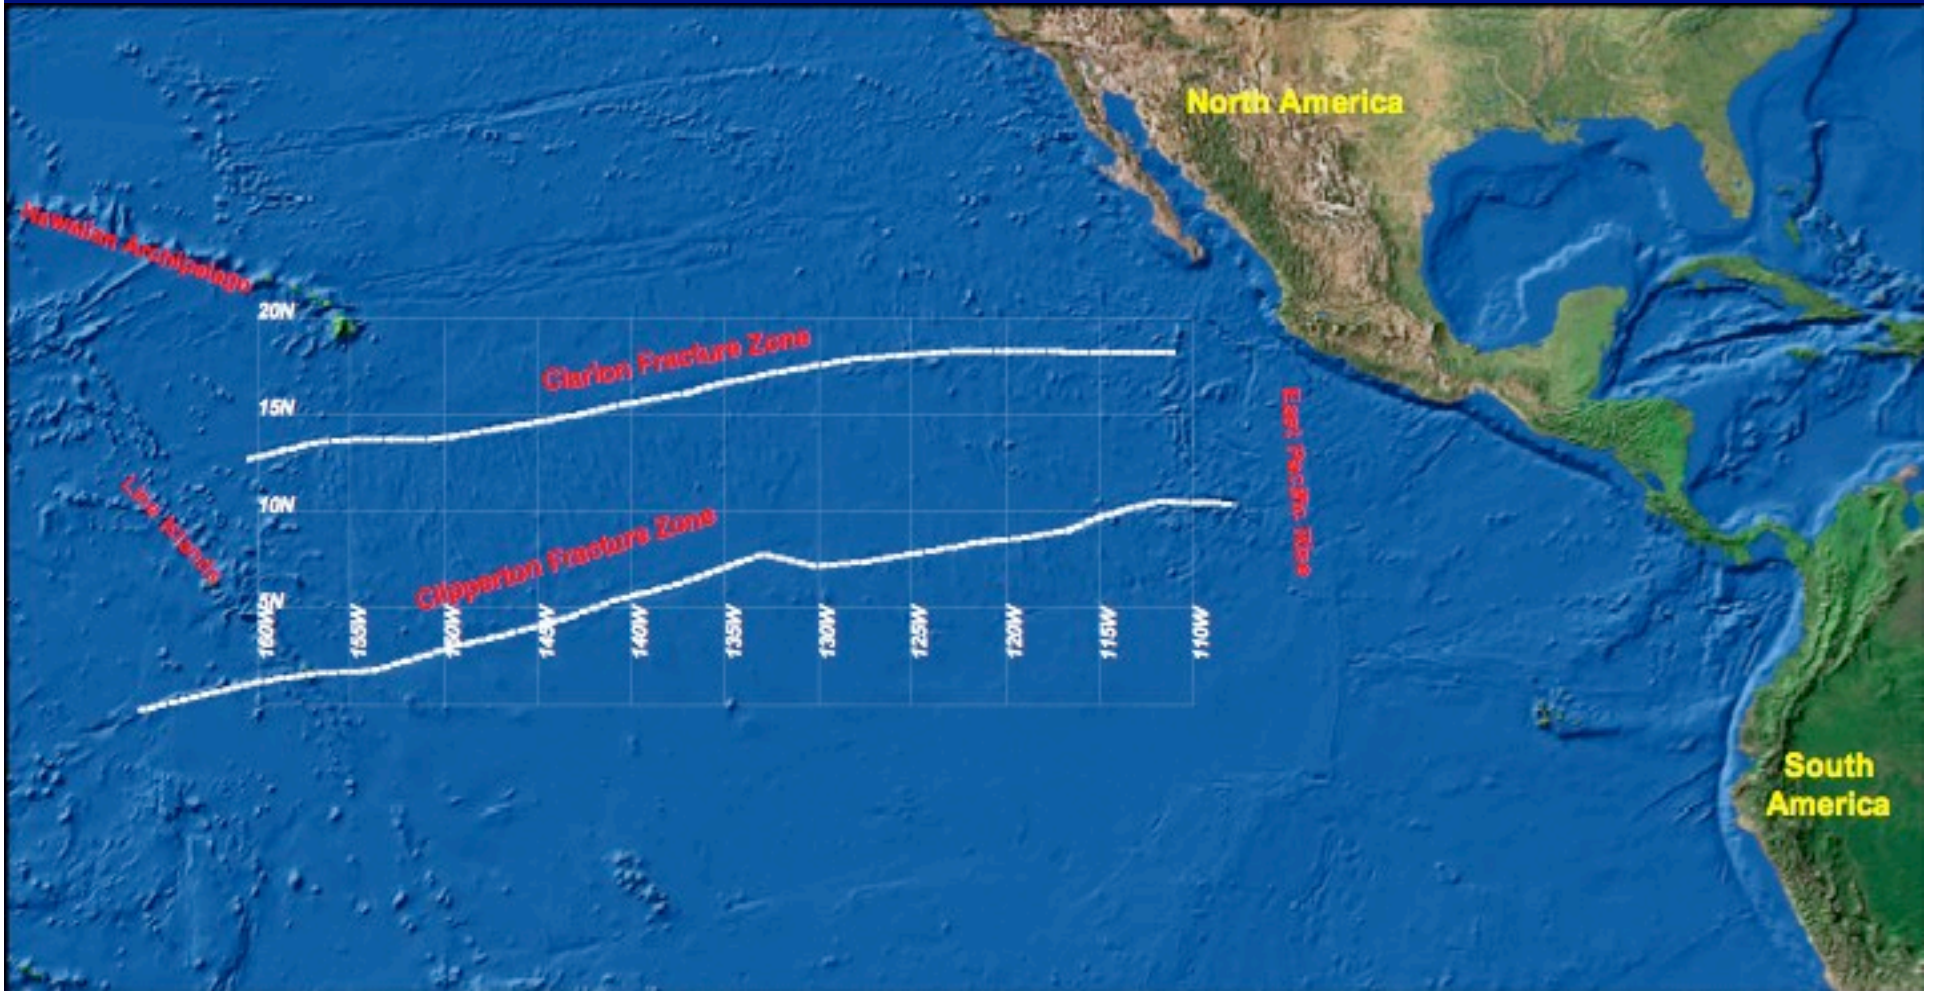 North America
Hawaiian Archipelago
20N
Clarion Fracture Zone
15N
East Pacific Rise
Line Islands
10N
Clipperton Fracture Zone
5N
160W
155W
150W
145W
140W
135W
130W
125W
120W
115W
110W
South
America